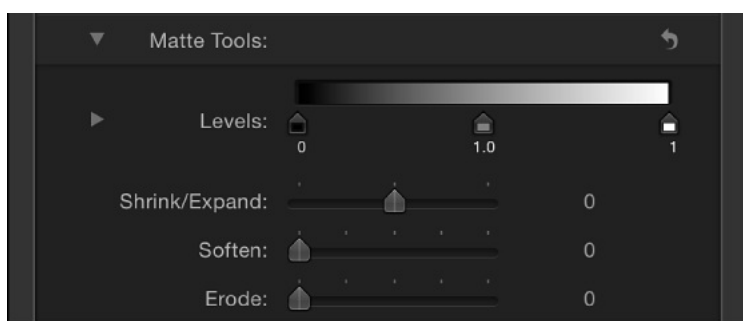 Matte Tools:
Levels:
0 1.0 1
Shrink/Expand: 0
Soften: 0
Erode: 0